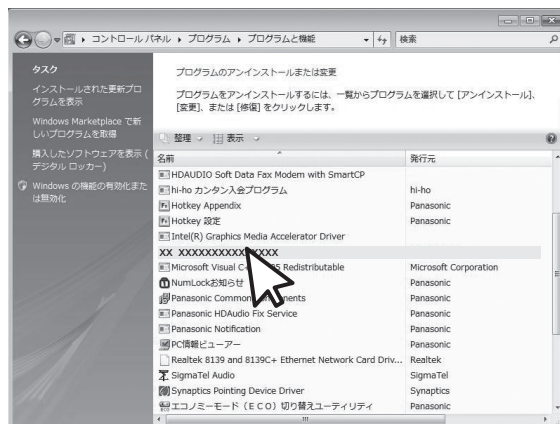 コントロール パネル ▸ プログラム ▸ プログラムと機能
検索
タスク
インストールされた更新プロ
グラムを表示
Windows Marketplace で新
しいプログラムを取得
購入したソフトウェアを表示 (
デジタル ロッカー)
Windows の機能の有効化また
は無効化
プログラムのアンインストールまたは変更
プログラムをアンインストールするには、一覧からプログラムを選択して [アンインストール]、
[変更]、または [修復] をクリックします。
整理 表示
名前 発行元
HDAUDIO Soft Data Fax Modem with SmartCP
hi-ho カンタン入会プログラム hi-ho
Hotkey Appendix Panasonic
Hotkey 設定 Panasonic
Intel(R) Graphics Media Accelerator Driver
XX XXXXXXXXXX XXXX
Microsoft Visual Redistributable Microsoft Corporation
NumLockお知らせ Panasonic
Panasonic Common Panasonic
Panasonic HDAudio Fix Service Panasonic
Panasonic Notification Panasonic
PC情報ビューアー Panasonic
Realtek 8139 and 8139C+ Ethernet Network Card Driv... Realtek
SigmaTel Audio SigmaTel
Synaptics Pointing Device Driver Synaptics
エコノミーモード（ＥＣＯ）切り替えユーティリティ Panasonic